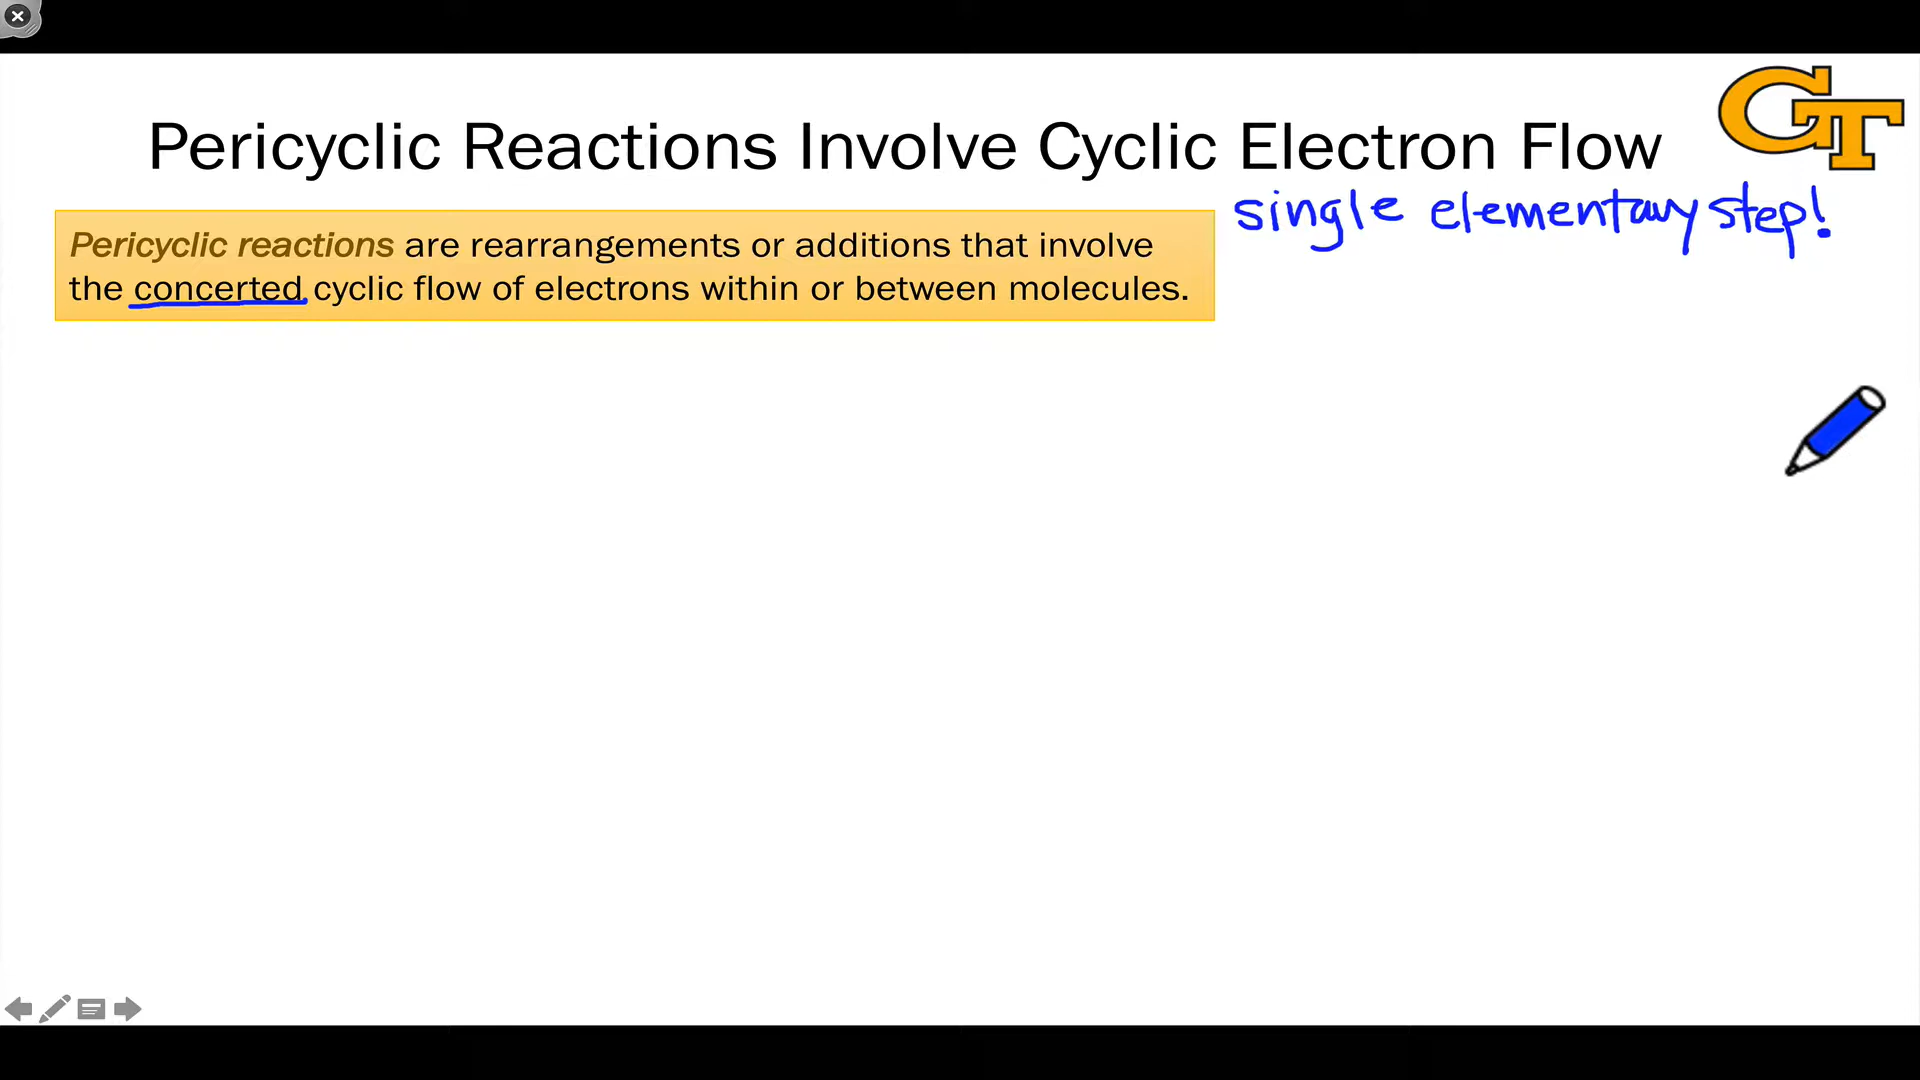 Pericyclic Reactions Involve Cyclic Electron Flow
GT
single elementary step!
Pericyclic reactions are rearrangements or additions that involve
the concerted cyclic flow of electrons within or between molecules.